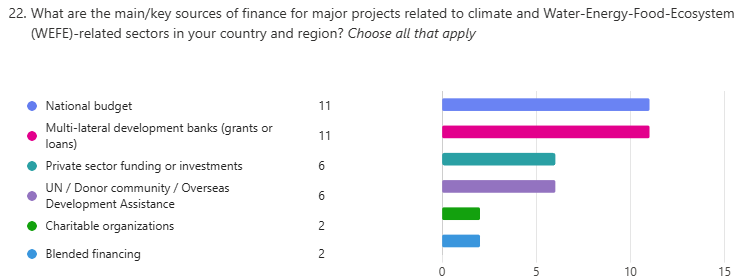 22. What are the main/key sources of finance for major projects related to climate and Water-Energy-Food-Ecosystem
(WEFE)-related sectors in your country and region? Choose all that apply
National budget 11
Multi-lateral development banks (grants or
loans) 11
Private sector funding or investments 6
UN / Donor community / Overseas
Development Assistance 6
Charitable organizations 2
Blended financing 2
0 5 10 15